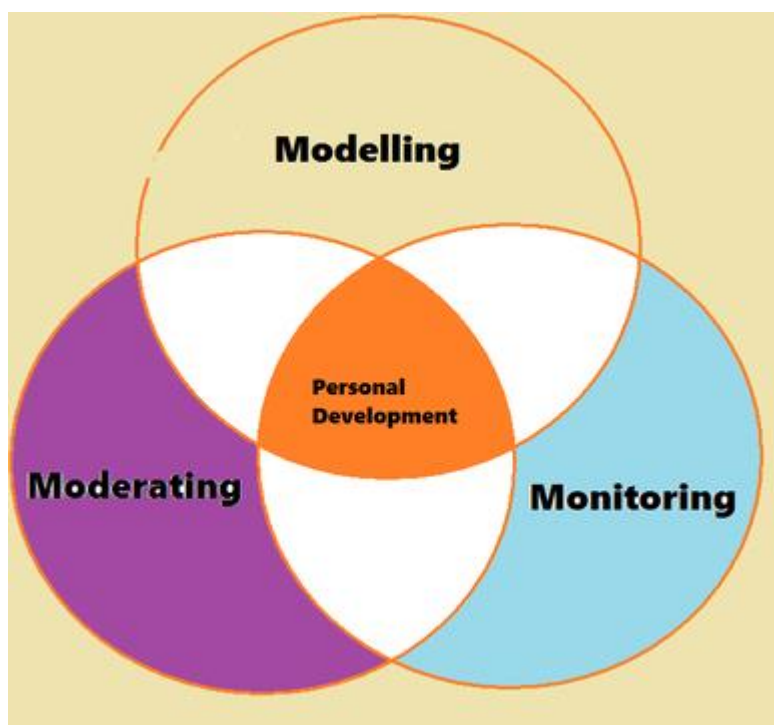 Modelling
Personal
Development
Moderating
Monitoring